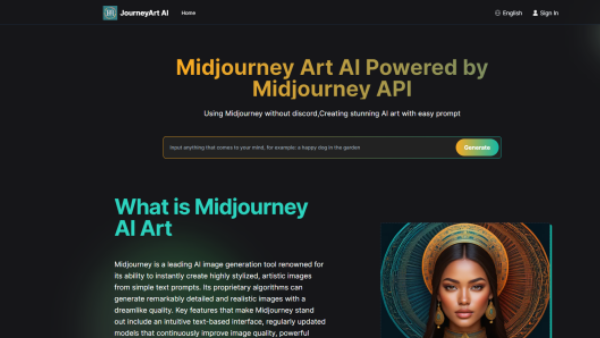 JourneyArt AI Home English Sign In
Midjourney Art AI Powered by
Midjourney API
Using Midjourney without discord,Creating stunning AI art with easy prompt
Input anything that comes to your mind, for example: a happy dog in the garden Generate
What is Midjourney
AI Art
Midjourney is a leading AI image generation tool renowned for
its ability to instantly create highly stylized, artistic images
from simple text prompts. Its proprietary algorithms can
generate remarkably detailed and realistic images with a
dreamlike quality. Key features that make Midjourney stand
out include an intuitive text-based interface, regularly updated
models that continuously improve image quality, powerful